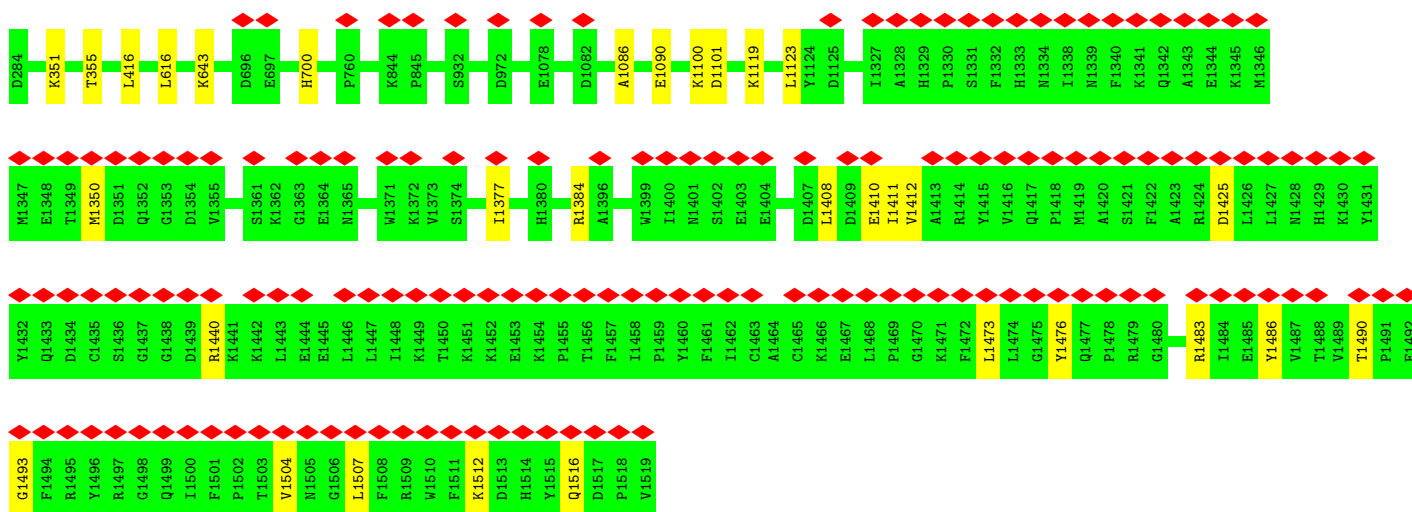 D284 K351 T355 L416 L616 K643 D696 E697 H700 P760 K844 P845 S932 D972 E1078 D1082 A1086 E1090 K1100 D1101 K1119 L1123 Y1124 D1125 I1327 A1328 H1329 P1330 S1331 F1332 H1333 N1334 I1338 N1339 F1340 K1341 Q1342 A1343 E1344 K1345 M1346
M1347 E1348 T1349 M1350 D1351 Q1352 G1353 D1354 V1355 S1361 K1362 G1363 E1364 N1365 W1371 K1372 V1373 S1374 I1377 H1380 R1384 A1396 W1399 I1400 N1401 S1402 E1403 E1404 D1407 L1408 D1409 E1410 I1411 V1412 A1413 R1414 Y1415 V1416 Q1417 P1418 M1419 A1420 S1421 F1422 A1423 R1424 D1425 L1426 L1427 N1428 H1429 K1430 Y1431
Y1432 Q1433 D1434 C1435 S1436 G1437 G1438 D1439 R1440 K1441 K1442 L1443 E1444 E1445 L1446 L1447 I1448 K1449 T1450 K1451 K1452 E1453 K1454 P1455 T1456 F1457 I1458 P1459 Y1460 F1461 I1462 C1463 A1464 C1465 K1466 E1467 L1468 P1469 G1470 K1471 F1472 L1473 L1474 G1475 Y1476 Q1477 P1478 R1479 G1480 R1483 I1484 E1485 Y1486 V1487 T1488 V1489 T1490 P1491 E1492
G1493 F1494 R1495 Y1496 R1497 G1498 Q1499 I1500 F1501 P1502 T1503 V1504 N1505 G1506 L1507 F1508 R1509 W1510 F1511 K1512 D1513 H1514 Y1515 Q1516 D1517 P1518 V1519